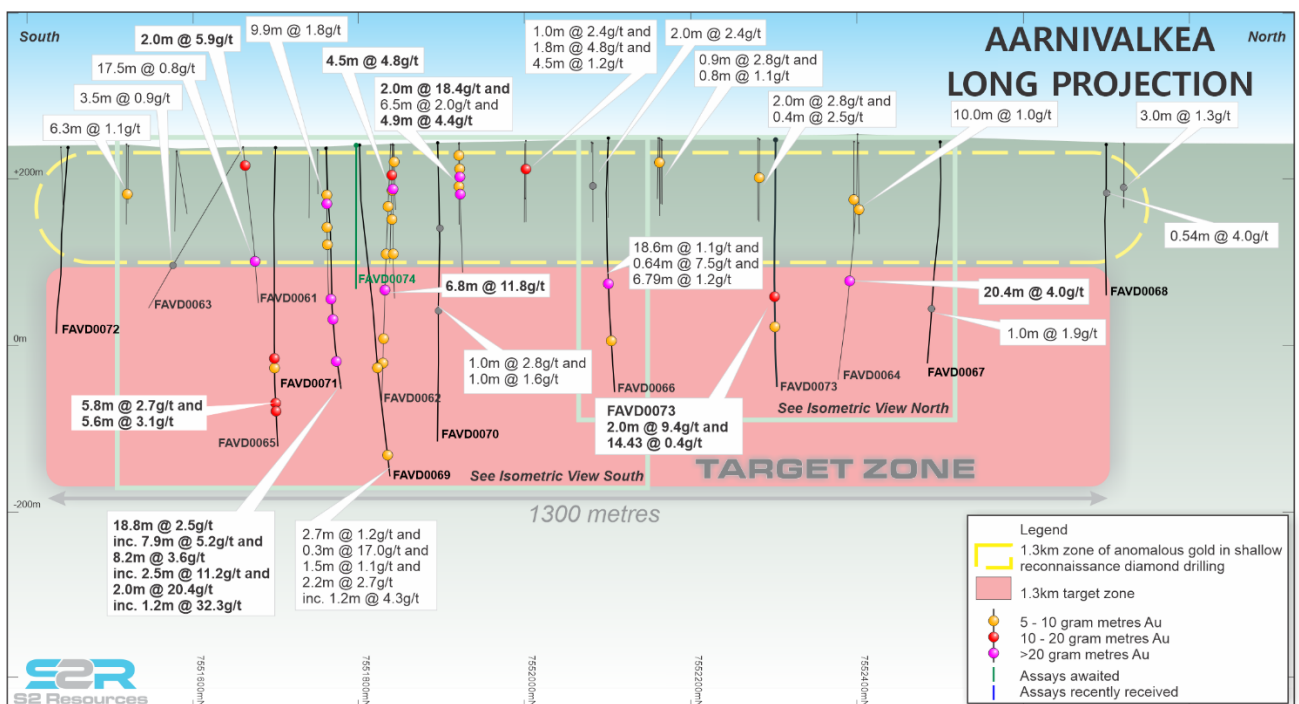 South
AARNIVALKEA
LONG PROJECTION
North
2.0m @ 5.9g/t
17.5m @ 0.8g/t
3.5m @ 0.9g/t
6.3m @ 1.1g/t
9.9m @ 1.8g/t
4.5m @ 4.8g/t
2.0m @ 18.4g/t and
6.5m @ 2.0g/t and
4.9m @ 4.4g/t
1.0m @ 2.4g/t and
1.8m @ 4.8g/t and
4.5m @ 1.2g/t
2.0m @ 2.4g/t
0.9m @ 2.8g/t and
0.8m @ 1.1g/t
2.0m @ 2.8g/t and
0.4m @ 2.5g/t
10.0m @ 1.0g/t
3.0m @ 1.3g/t
+200m
0.54m @ 4.0g/t
18.6m @ 1.1g/t and
0.64m @ 7.5g/t and
6.79m @ 1.2g/t
FAVD0074
6.8m @ 11.8g/t
20.4m @ 4.0g/t
FAVD0063
FAVD0061
FAVD0068
FAVD0072
0m
1.0m @ 1.9g/t
1.0m @ 2.8g/t and
1.0m @ 1.6g/t
FAVD0071
FAVD0062
FAVD0066
FAVD0073
FAVD0064
FAVD0067
5.8m @ 2.7g/t and
5.6m @ 3.1g/t
FAVD0073
2.0m @ 9.4g/t and
14.43 @ 0.4g/t
See Isometric View North
FAVD0065
FAVD0070
FAVD0069
See Isometric View South
TARGET ZONE
-200m
1300 metres
18.8m @ 2.5g/t
inc. 7.9m @ 5.2g/t and
8.2m @ 3.6g/t
inc. 2.5m @ 11.2g/t and
2.0m @ 20.4g/t
inc. 1.2m @ 32.3g/t
2.7m @ 1.2g/t and
0.3m @ 17.0g/t and
1.5m @ 1.1g/t and
2.2m @ 2.7g/t
inc. 1.2m @ 4.3g/t
Legend
1.3km zone of anomalous gold in shallow
reconnaissance diamond drilling
1.3km target zone
5 - 10 gram metres Au
10 - 20 gram metres Au
>20 gram metres Au
Assays awaited
Assays recently received
S2R
S2 Resources
7551600mN
7551800mN
7552000mN
7552200mN
7552400mN